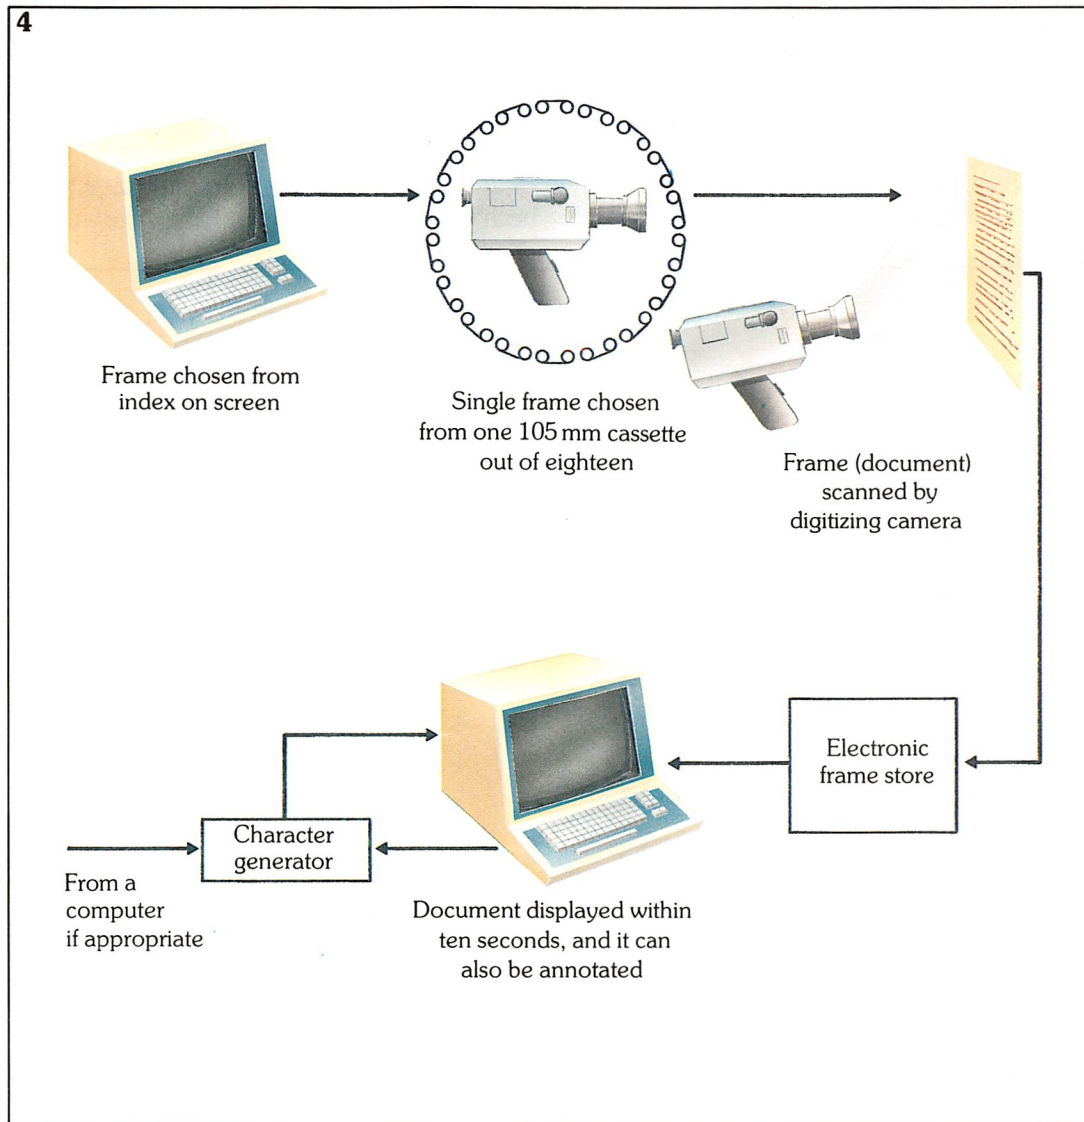 4
Frame chosen from
index on screen
Single frame chosen
from one 105 mm cassette
out of eighteen
Frame (document)
scanned by
digitizing camera
Electronic
frame store
Character
generator
From a
computer
if appropriate
Document displayed within
ten seconds, and it can
also be annotated